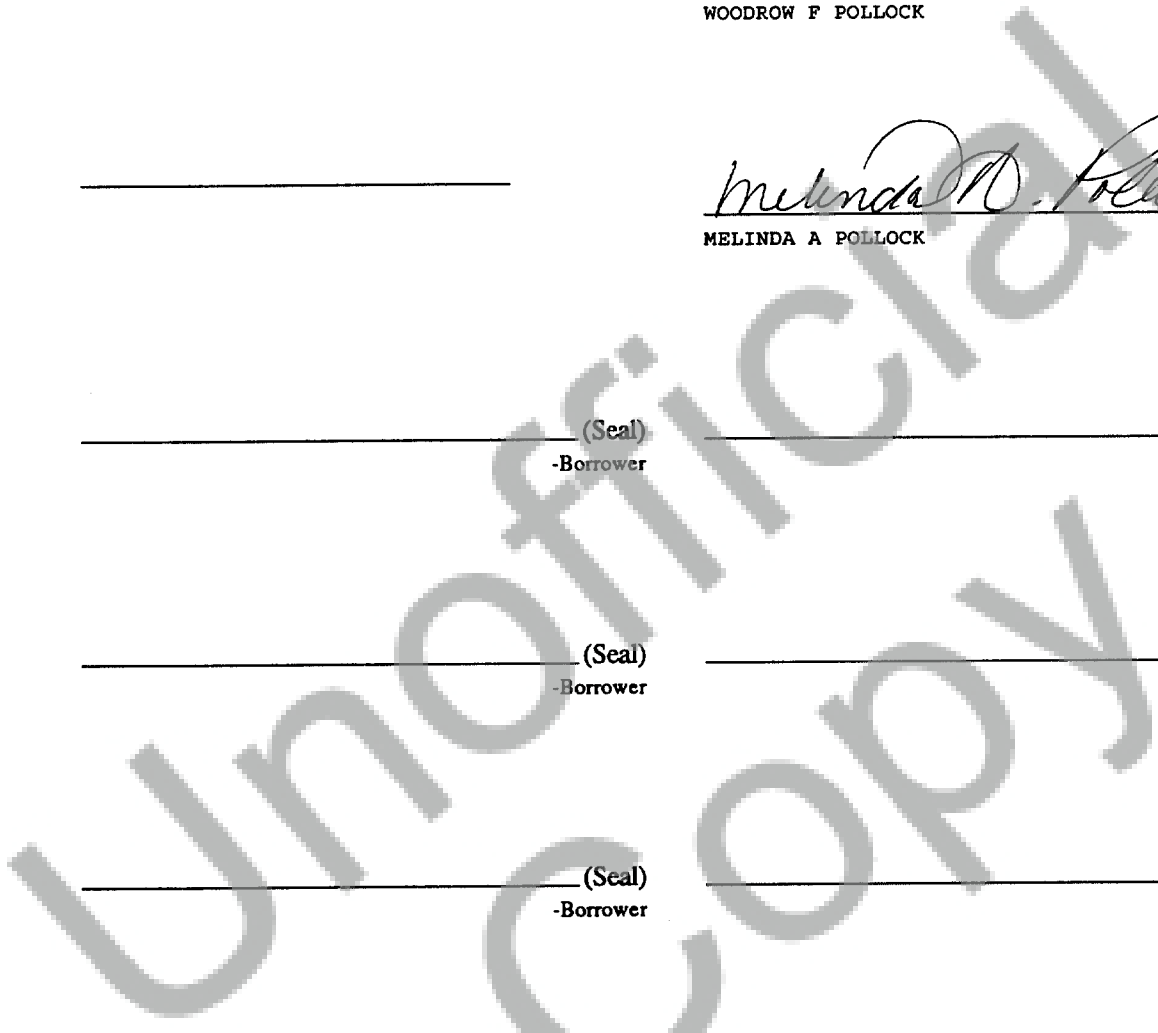 WOODROW F POLLOCK
Melinda A.
MELINDA A POLLOCK
(Seal)
-Borrower
(Seal)
-Borrower
(Seal)
-Borrower
Unofficial
Copy